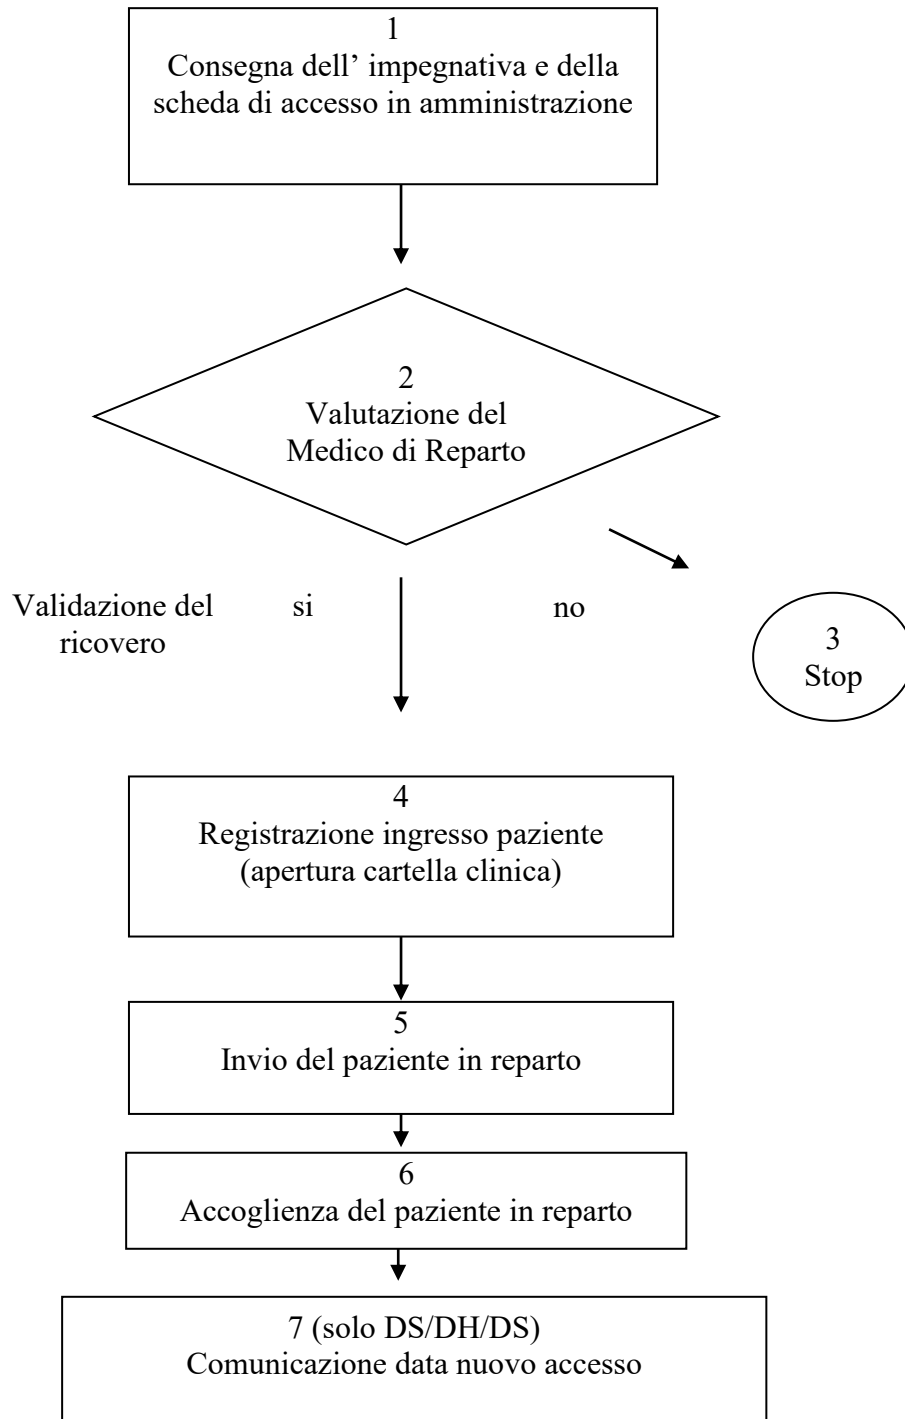 1
Consegna dell’ impegnativa e della
scheda di accesso in amministrazione
2
Valutazione del
Medico di Reparto
Validazione del
ricovero
si
no
3
Stop
4
Registrazione ingresso paziente
(apertura cartella clinica)
5
Invio del paziente in reparto
6
Accoglienza del paziente in reparto
7 (solo DS/DH/DS)
Comunicazione data nuovo accesso